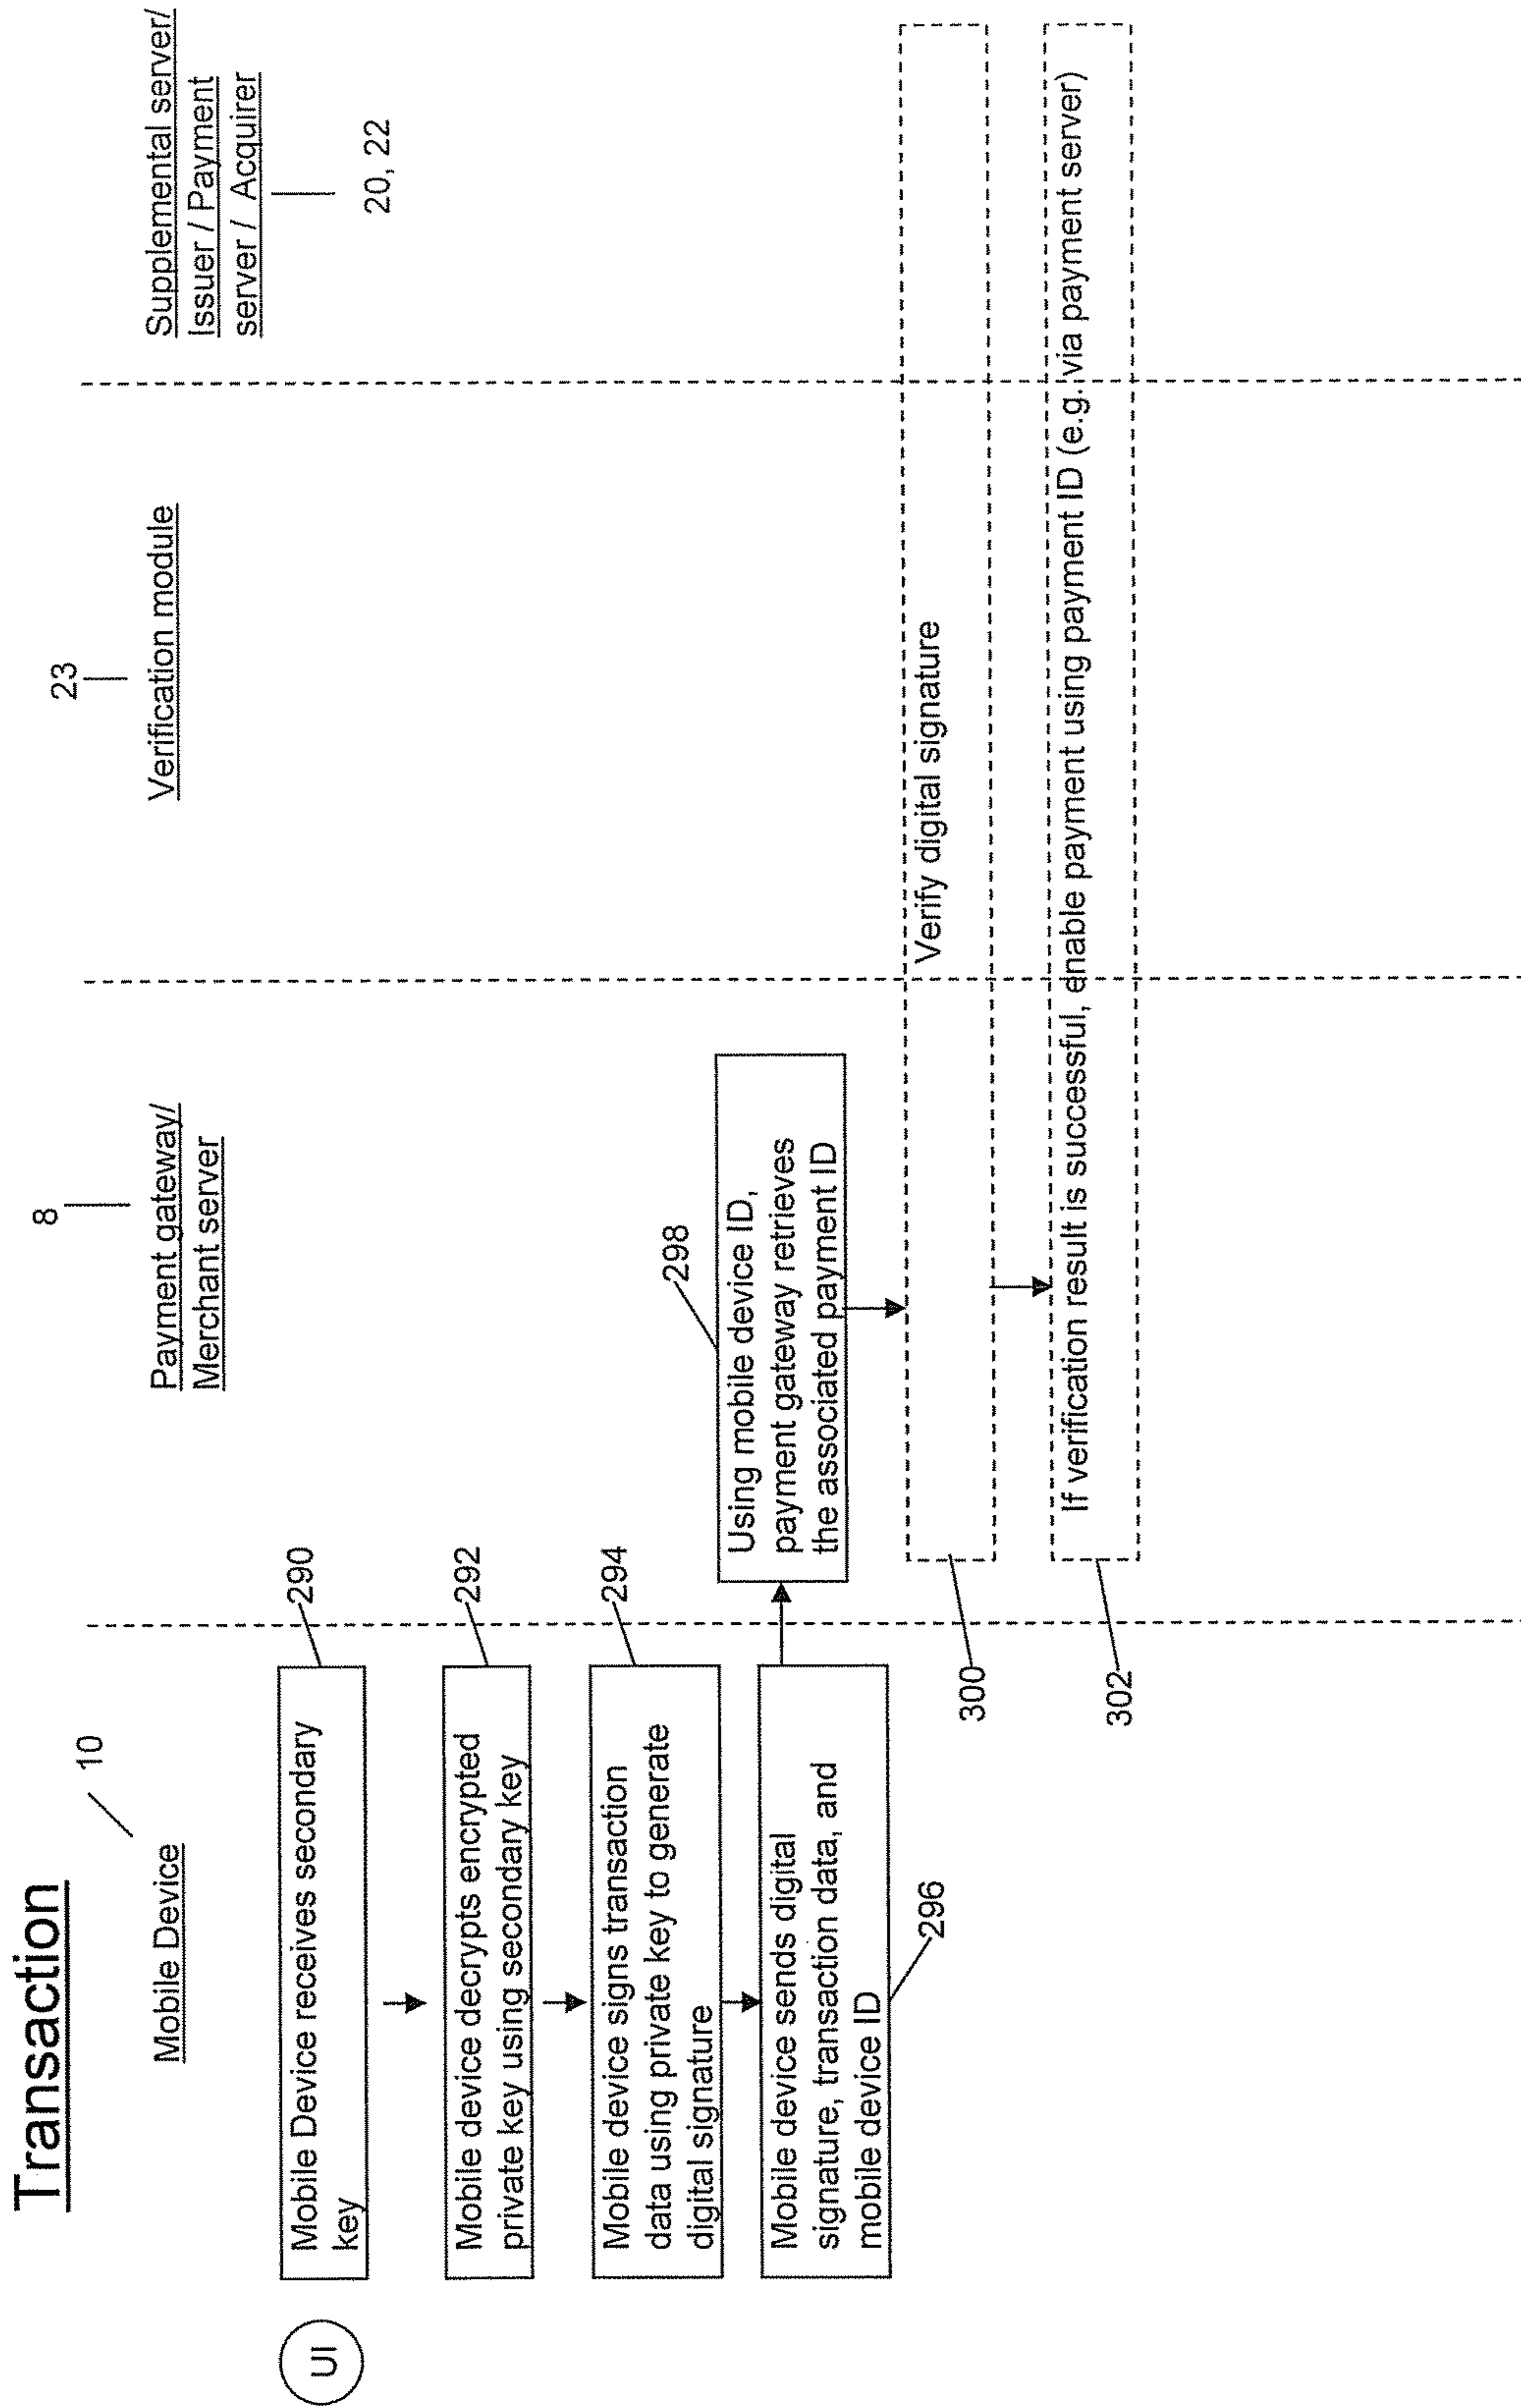 Transaction
10
Mobile Device
8
Payment gateway/
Merchant server
23
Verification module
Supplemental server/
Issuer / Payment
server / Acquirer
20, 22
UI
Mobile Device receives secondary
key
290
Mobile device decrypts encrypted
private key using secondary key
292
Mobile device signs transaction
data using private key to generate
digital signature
294
Mobile device sends digital
signature, transaction data, and
mobile device ID
296
Using mobile device ID,
payment gateway retrieves
the associated payment ID
298
Verify digital signature
300
If verification result is successful, enable payment using payment ID (e.g. via payment server)
302